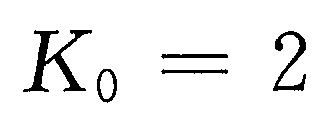 K₀ = 2